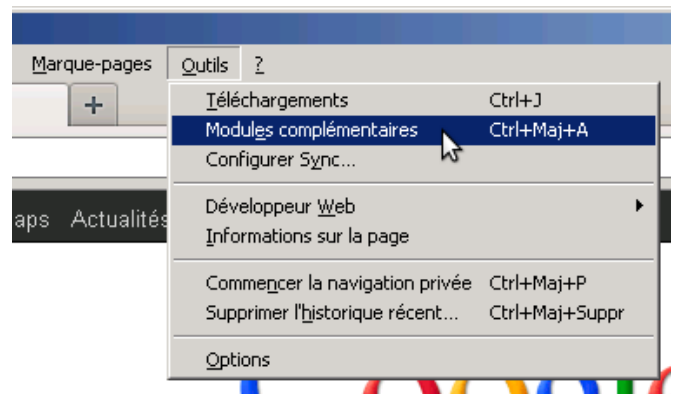 Marque-pages Outils ?
+
Téléchargements Ctrl+J
Modules complémentaires Ctrl+Maj+A
Configurer Sync...
Développeur Web
aps Actualités
Informations sur la page
Commencer la navigation privée Ctrl+Maj+P
Supprimer l'historique récent... Ctrl+Maj+Suppr
Options